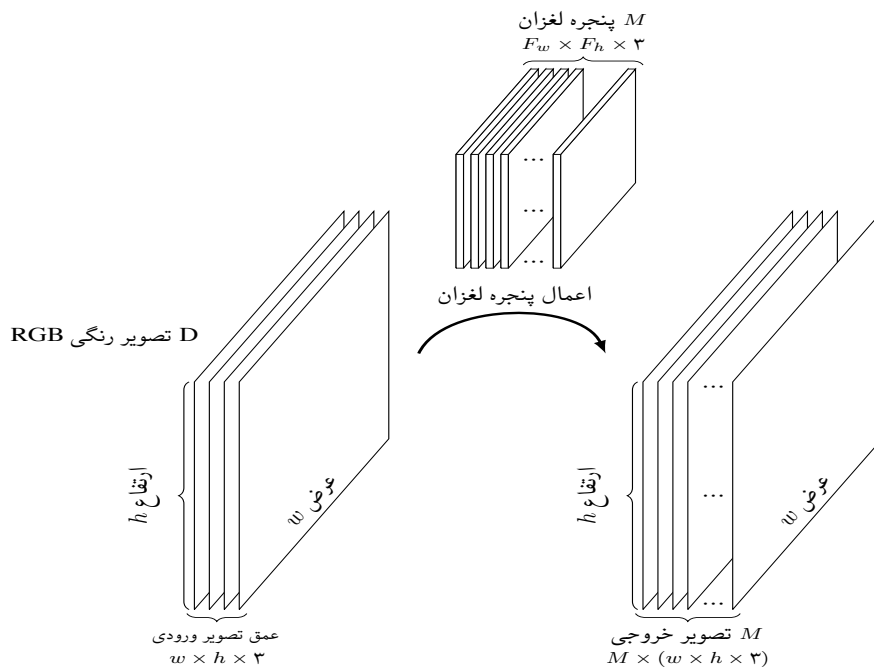 M پنجره لغزان
F_w × F_h × ۳
...
...
...
اعمال پنجره لغزان
D تصویر رنگی RGB
ارتفاع h
عرض w
عمق تصویر ورودی
w × h × ۳
...
...
...
ارتفاع h
عرض w
M تصویر خروجی
M × (w × h × ۳)